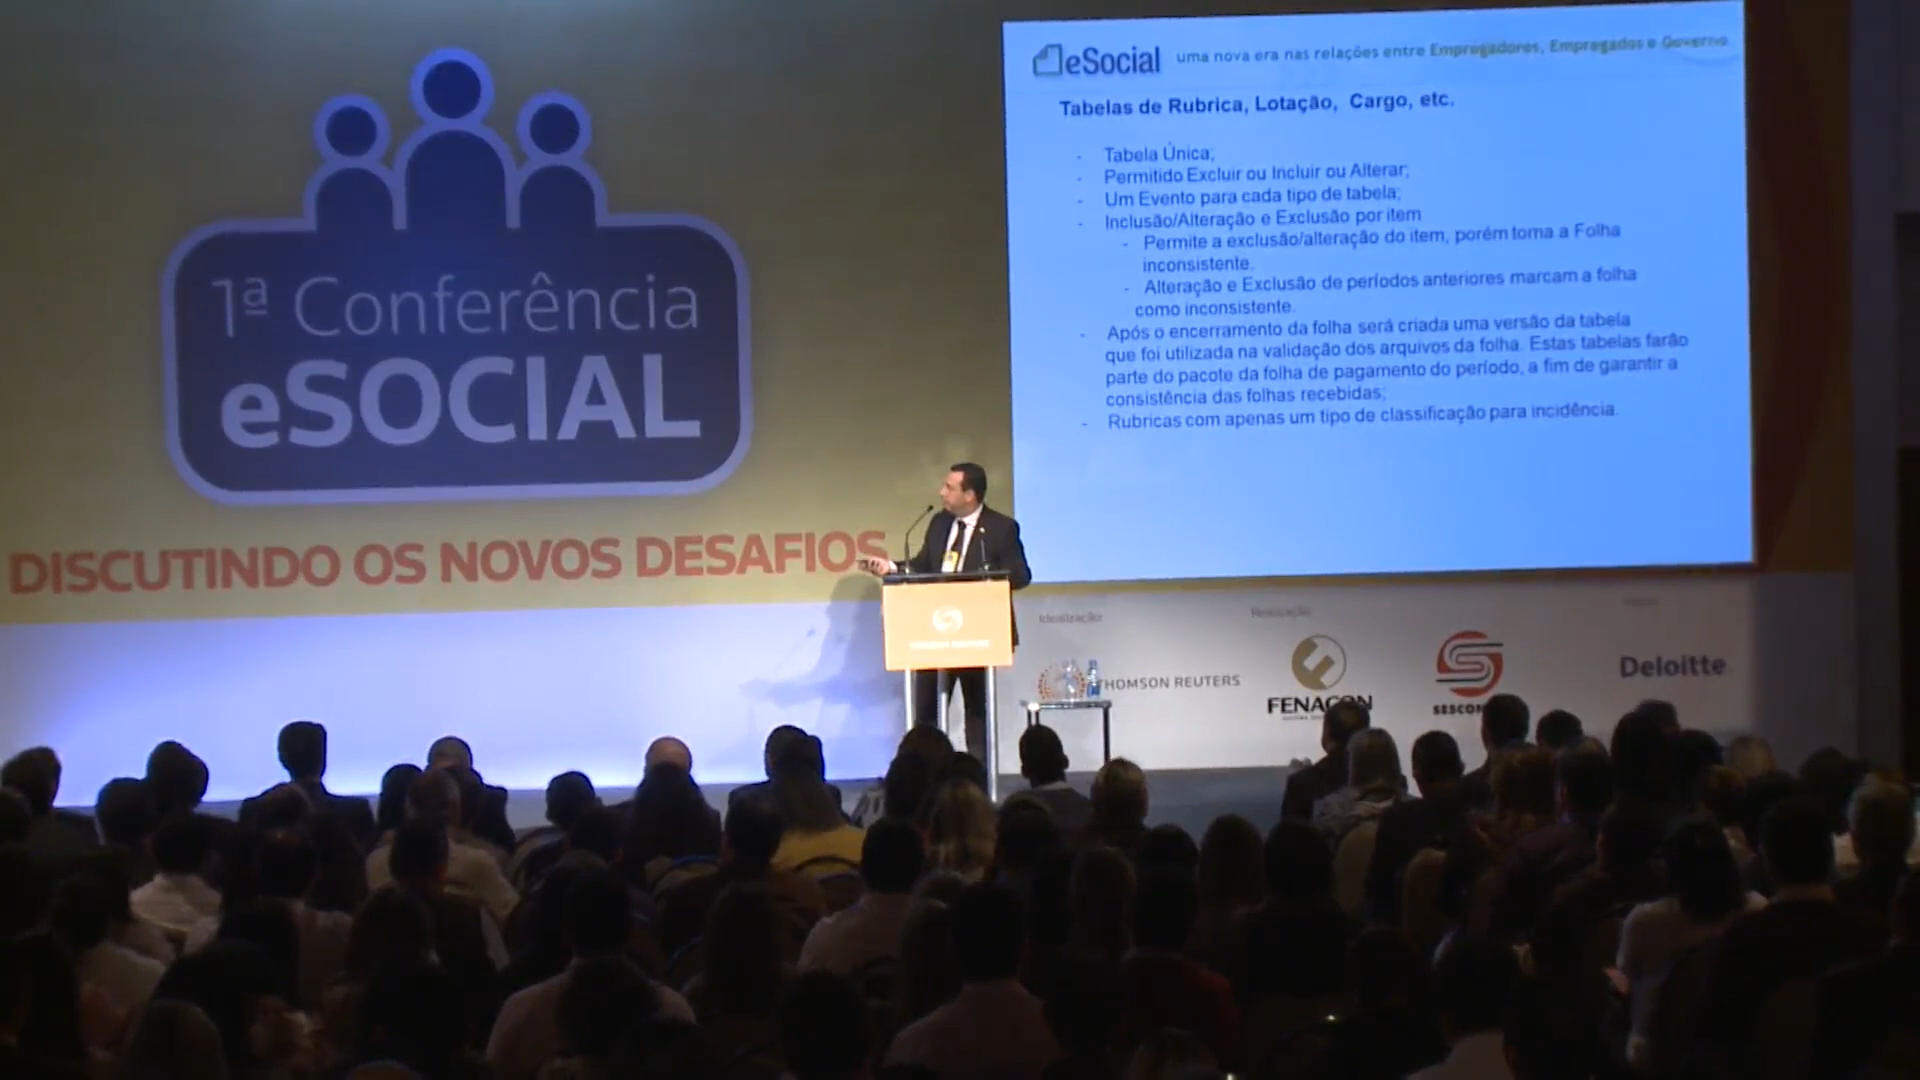 1ª Conferência
eSOCIAL
DISCUTINDO OS NOVOS DESAFIOS
eSocial uma nova era nas relações entre Empregadores, Empregados e Governo
Tabelas de Rubrica, Lotação, Cargo, etc.
- Tabela Única;
- Permitido Excluir ou Incluir ou Alterar;
- Um Evento para cada tipo de tabela;
- Inclusão/Alteração e Exclusão por item
- Permite a exclusão/alteração do item, porém torna a Folha
inconsistente.
- Alteração e Exclusão de períodos anteriores marcam a folha
como inconsistente.
- Após o encerramento da folha será criada uma versão da tabela
que foi utilizada na validação dos arquivos da folha. Estas tabelas farão
parte do pacote da folha de pagamento do período, a fim de garantir a
consistência das folhas recebidas;
- Rubricas com apenas um tipo de classificação para incidência.
THOMSON REUTERS
Idealização:
Realização
THOMSON REUTERS
FENACON
SESCON
Deloitte